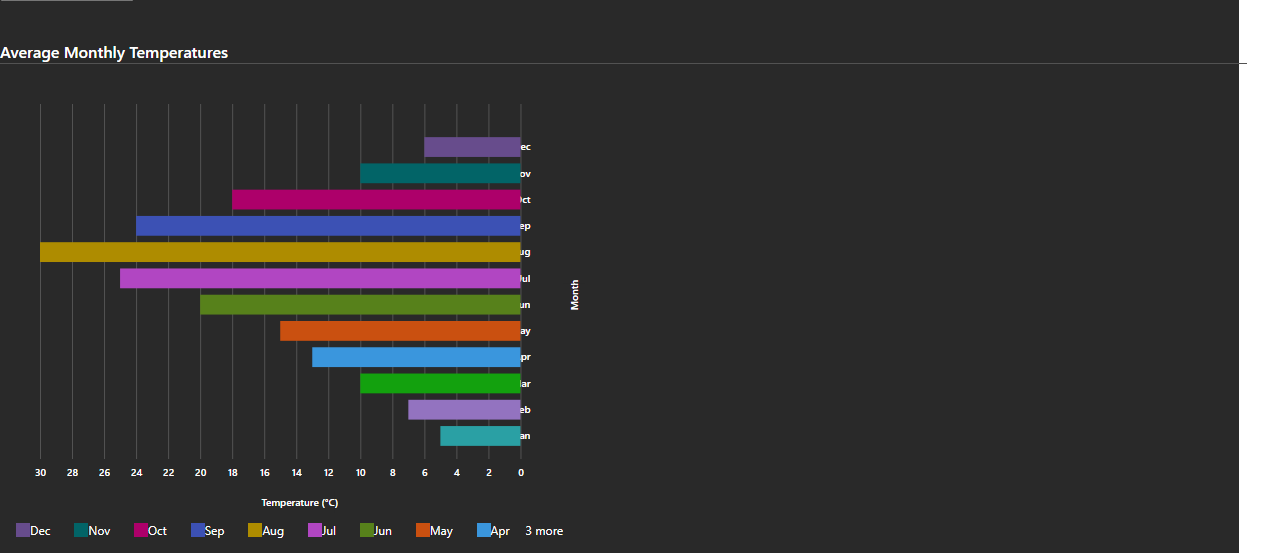 Average Monthly Temperatures
ec
ov
ct
ep
ug
ul
un
ay
pr
ar
eb
an
Month
30 28 26 24 22 20 18 16 14 12 10 8 6 4 2 0
Temperature (°C)
Dec Nov Oct Sep Aug Jul Jun May Apr 3 more